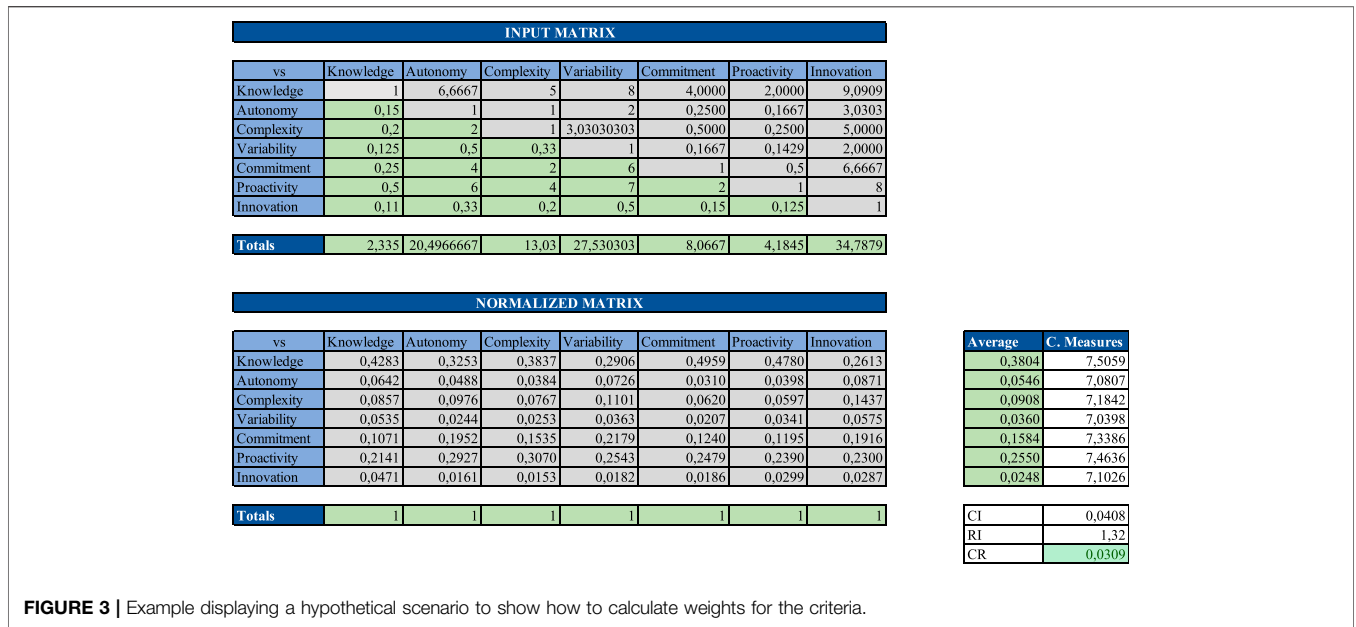 INPUT MATRIX
vs Knowledge Autonomy Complexity Variability Commitment Proactivity Innovation
Knowledge 1 6,6667 5 8 4,0000 2,0000 9,0909
Autonomy 0,15 1 1 2 0,2500 0,1667 3,0303
Complexity 0,2 2 1 3,03030303 0,5000 0,2500 5,0000
Variability 0,125 0,5 0,33 1 0,1667 0,1429 2,0000
Commitment 0,25 4 2 6 1 0,5 6,6667
Proactivity 0,5 6 4 7 2 1 8
Innovation 0,11 0,33 0,2 0,5 0,15 0,125 1
Totals 2,335 20,4966667 13,03 27,530303 8,0667 4,1845 34,7879
NORMALIZED MATRIX
vs Knowledge Autonomy Complexity Variability Commitment Proactivity Innovation Average C. Measures
Knowledge 0,4283 0,3253 0,3837 0,2906 0,4959 0,4780 0,2613 0,3804 7,5059
Autonomy 0,0642 0,0488 0,0384 0,0726 0,0310 0,0398 0,0871 0,0546 7,0807
Complexity 0,0857 0,0976 0,0767 0,1101 0,0620 0,0597 0,1437 0,0908 7,1842
Variability 0,0535 0,0244 0,0253 0,0363 0,0207 0,0341 0,0575 0,0360 7,0398
Commitment 0,1071 0,1952 0,1535 0,2179 0,1240 0,1195 0,1916 0,1584 7,3386
Proactivity 0,2141 0,2927 0,3070 0,2543 0,2479 0,2390 0,2300 0,2550 7,4636
Innovation 0,0471 0,0161 0,0153 0,0182 0,0186 0,0299 0,0287 0,0248 7,1026
Totals 1 1 1 1 1 1 1 CI 0,0408
RI 1,32
CR 0,0309
FIGURE 3 | Example displaying a hypothetical scenario to show how to calculate weights for the criteria.